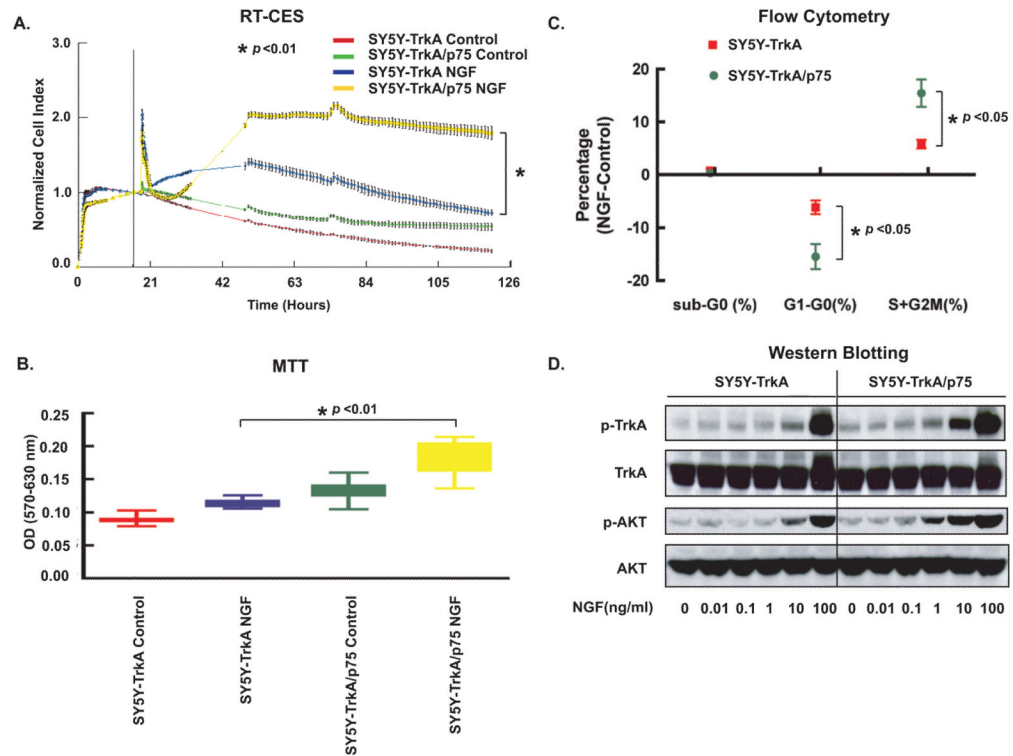 A.
RT-CES
* p <0.01
SY5Y-TrkA Control
SY5Y-TrkA/p75 Control
SY5Y-TrkA NGF
SY5Y-TrkA/p75 NGF
Normalized Cell Index
3.0
2.0
1.0
0.0
*
0 21 42 63 84 105 126
Time (Hours)
B.
MTT
* p <0.01
OD (570-630 nm)
0.25
0.20
0.15
0.10
0.05
0.00
SY5Y-TrkA Control
SY5Y-TrkA NGF
SY5Y-TrkA/p75 Control
SY5Y-TrkA/p75 NGF
C.
Flow Cytometry
SY5Y-TrkA
SY5Y-TrkA/p75
Percentage
(NGF-Control)
20
10
0
-10
-20
* p <0.05
* p <0.05
sub-G0 (%) G1-G0(%) S+G2M(%)
D.
Western Blotting
SY5Y-TrkA SY5Y-TrkA/p75
p-TrkA
TrkA
p-AKT
AKT
NGF(ng/ml) 0 0.01 0.1 1 10 100 0 0.01 0.1 1 10 100